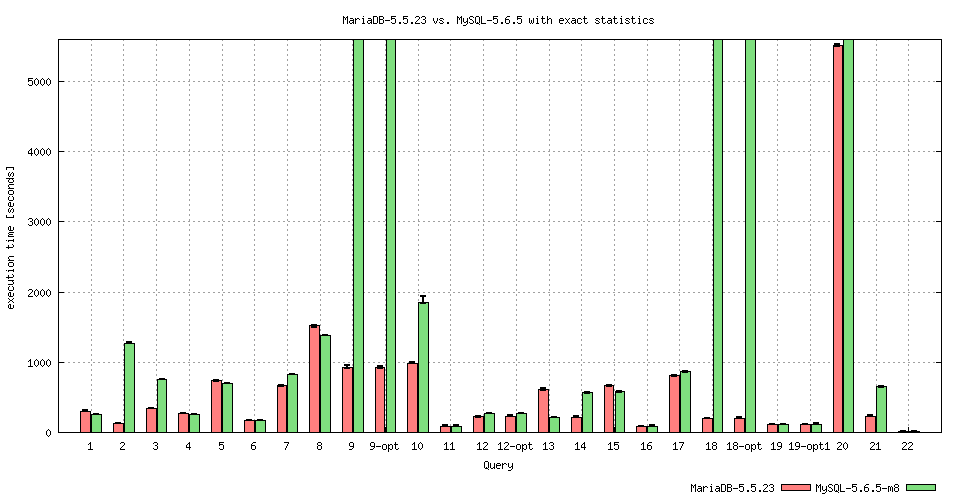 MariaDB-5.5.23 vs. MySQL-5.6.5 with exact statistics
execution time [seconds]
5000
4000
3000
2000
1000
0
1 2 3 4 5 6 7 8 9 9-opt 10 11 12 12-opt 13 14 15 16 17 18 18-opt 19 19-opt1 20 21 22
Query
MariaDB-5.5.23 MySQL-5.6.5-m8